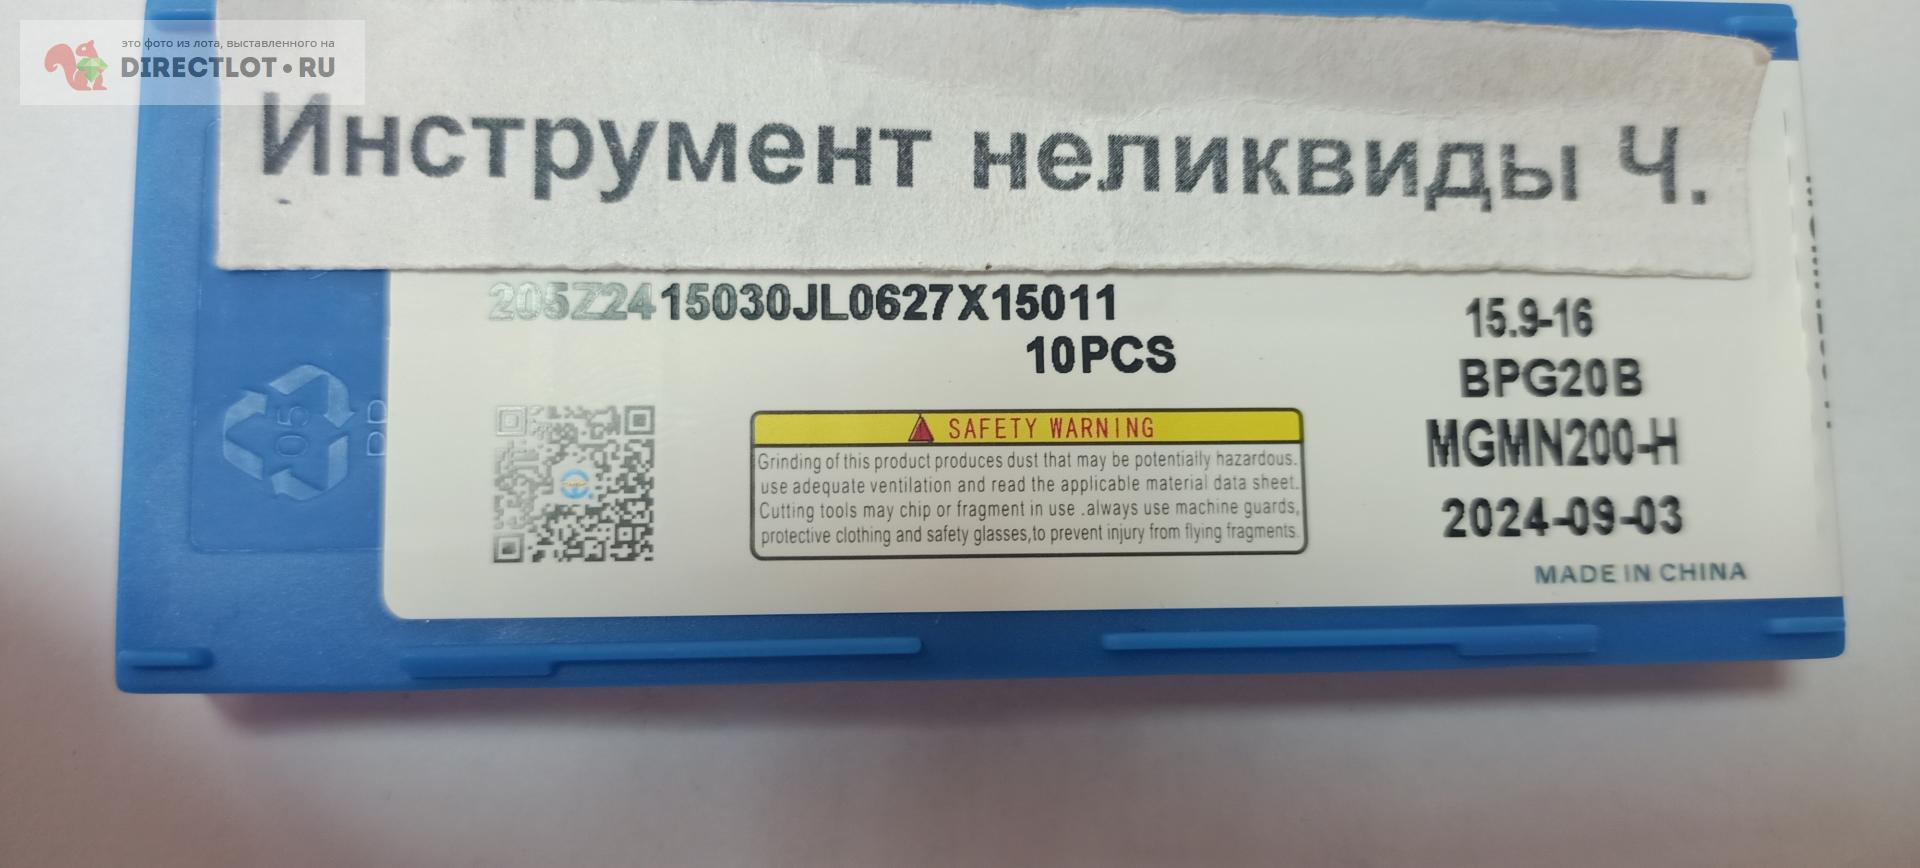 это фото из лота, выставленного на
DIRECTLOT•RU
Инструмент неликвиды Ч.
205Z2415030JL0627X15011
10PCS
15.9-16
BPG20B
MGMN200-H
2024-09-03
MADE IN CHINA
SAFETY WARNING
Grinding of this product produces dust that may be potentially hazardous.
use adequate ventilation and read the applicable material data sheet.
Cutting tools may chip or fragment in use .always use machine guards,
protective clothing and safety glasses,to prevent injury from flying fragments.
05